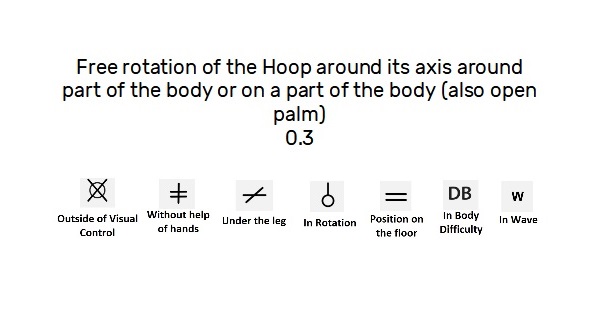 Free rotation of the Hoop around its axis around
part of the body or on a part of the body (also open
palm)
0.3
DB
W
Outside of Visual
Control
Without help
of hands
Under the leg
In Rotation
Position on
the floor
In Body
Difficulty
In Wave